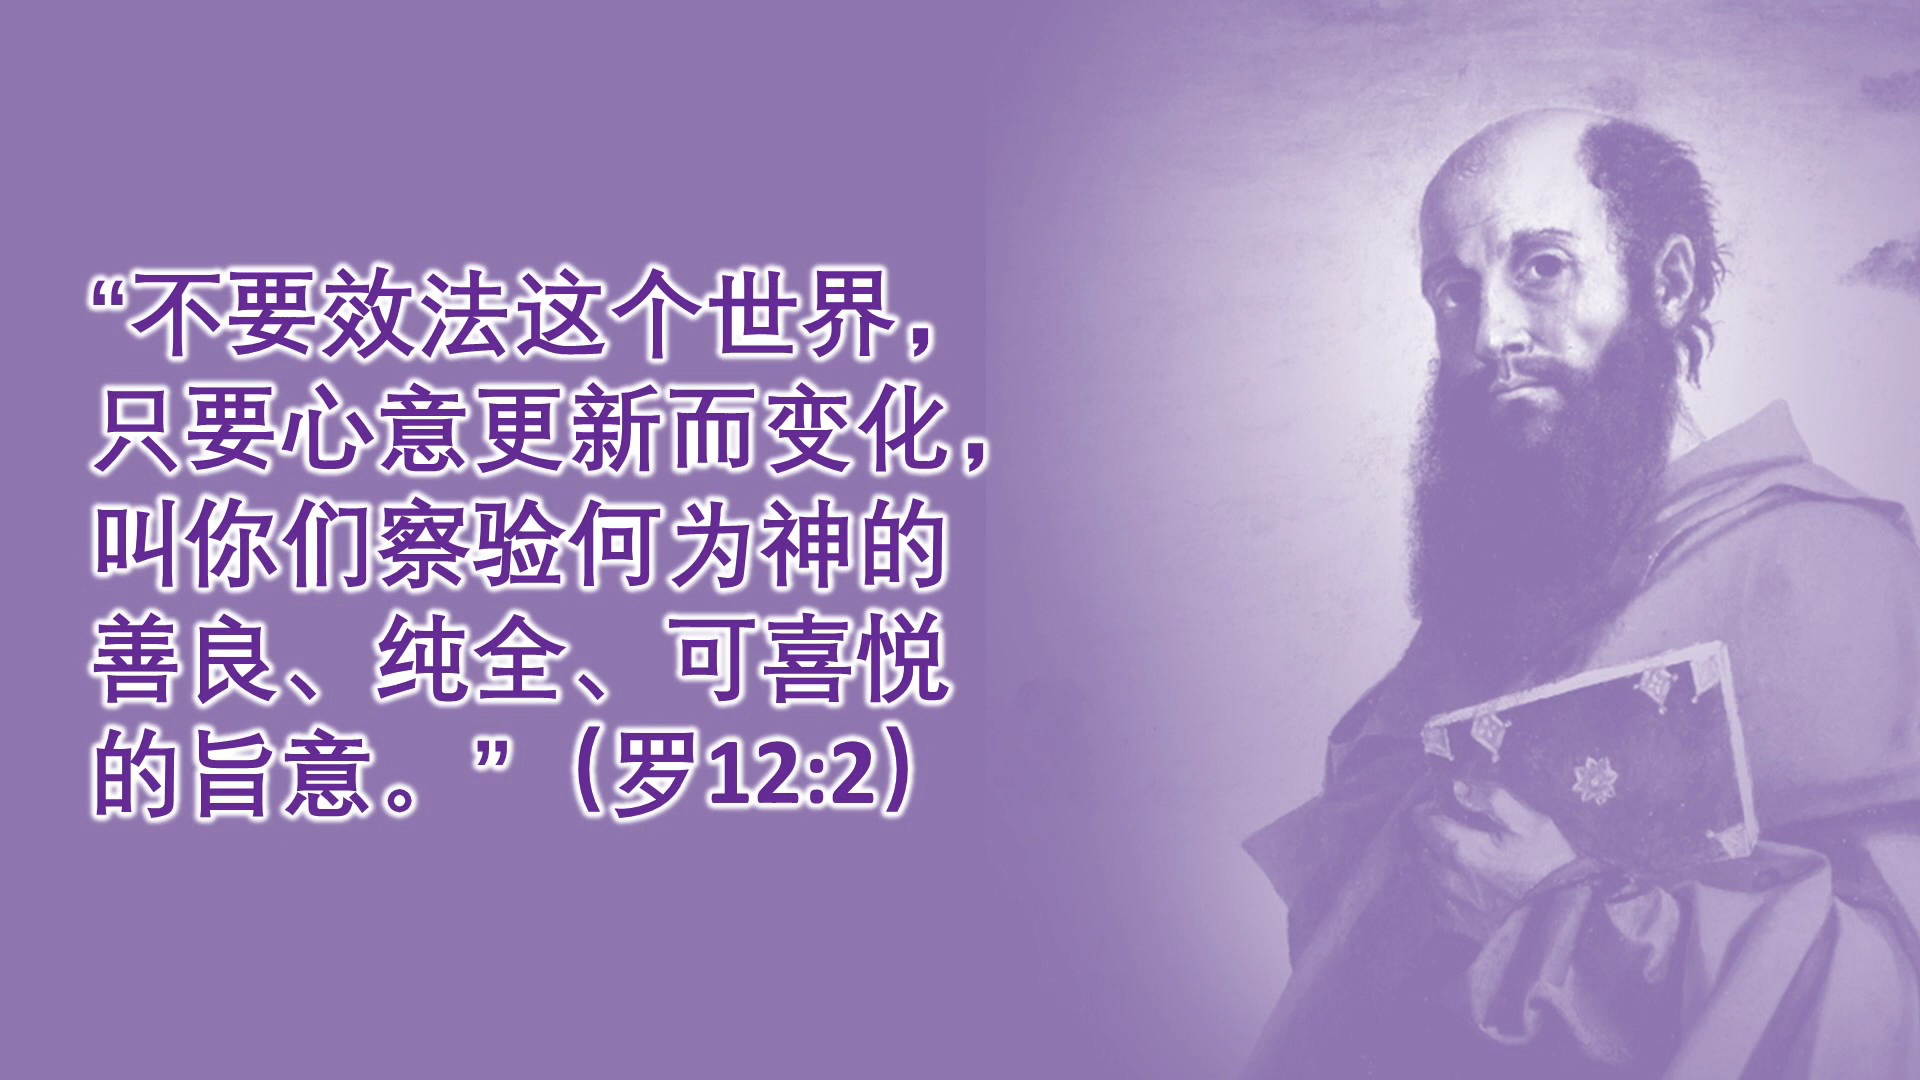 “不要效法这个世界，
只要心意更新而变化，
叫你们察验何为神的
善良、纯全、可喜悦
的旨意。”（罗12:2）